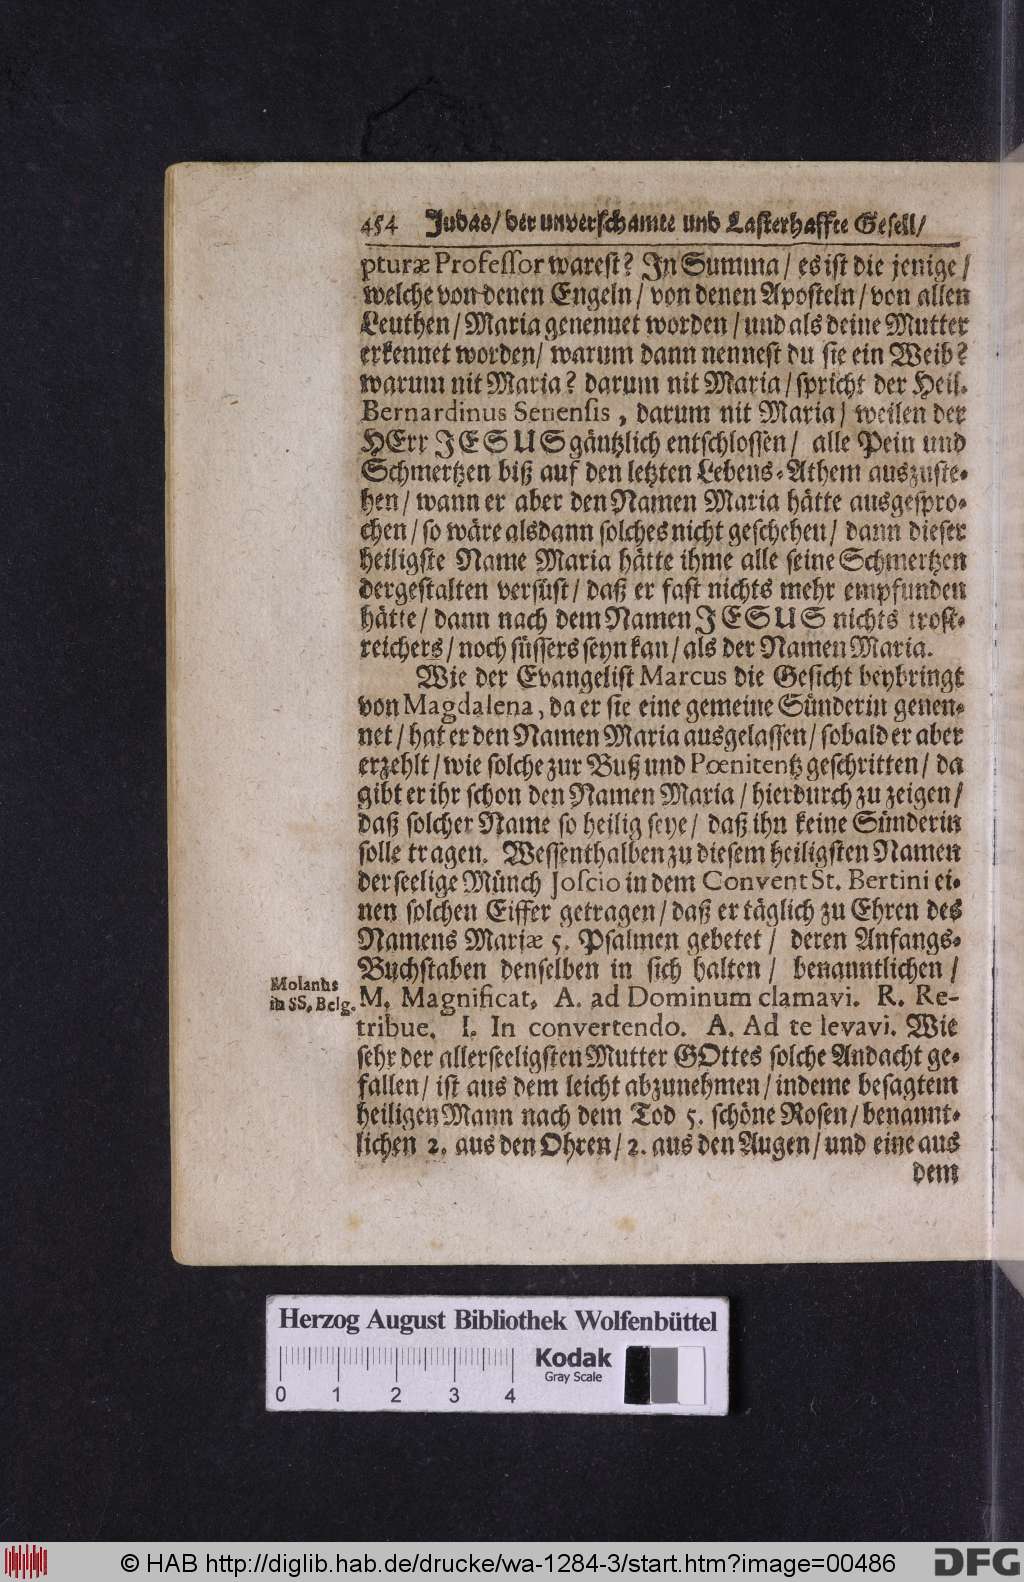 454 Judas/ der unverschamte und Lasterhaffte Gesell/
pturæ Professor warest? In Summa/ es ist die jenige/
welche von denen Engeln/ von denen Aposteln/ von allen
Leuthen/ Maria genennet worden/ und als deine Mutter
erkennet worden/ warum dann nennest du sie ein Weib?
warum nit Maria? darum nit Maria/ spricht der Heil.
Bernardinus Senensis, darum nit Maria/ weilen der
HErr JESUS gäntzlich entschlossen/ alle Pein und
Schmertzen biß auf den letzten Lebens-Athem auszuste-
hen/ wann er aber den Namen Maria hätte ausgespro-
chen/ so wäre alsdann solches nicht geschehen/ dann dieser
heiligste Name Maria hätte ihme alle seine Schmertzen
dergestalten versüst/ daß er fast nichts mehr empfunden
hätte/ dann nach dem Namen JESUS nichts trost-
reichers/ noch süssers seyn kan/ als der Namen Maria.
Wie der Evangelist Marcus die Gesicht beybringt
von Magdalena, da er sie eine gemeine Sünderin genen-
net/ hat er den Namen Maria ausgelassen/ sobald er aber
erzehlt/ wie solche zur Buß und Pœnitentz geschritten/ da
gibt er ihr schon den Namen Maria/ hierdurch zu zeigen/
daß solcher Name so heilig seye/ daß ihn keine Sünderin
solle tragen. Wessenthalben zu diesem heiligsten Namen
der seelige Münch Joscio in dem Convent St. Bertini ei-
nen solchen Eiffer getragen/ daß er täglich zu Ehren des
Namens Mariæ 5. Psalmen gebetet/ deren Anfangs-
Buchstaben denselben in sich halten/ benanntlichen/
Molanus
in SS. Belg.
M. Magnificat, A. ad Dominum clamavi. R. Re-
tribue. I. In convertendo. A. Ad te levavi. Wie
sehr der allerseeligsten Mutter GOttes solche Andacht ge-
fallen/ ist aus dem leicht abzunehmen/ indeme besagtem
heiligen Mann nach dem Tod 5. schöne Rosen/ benannt-
lichen 2. aus den Ohren/ 2. aus den Augen/ und eine aus
dem
Herzog August Bibliothek Wolfenbüttel
Kodak
Gray Scale
0 1 2 3 4
© HAB http://diglib.hab.de/drucke/wa-1284-3/start.htm?image=00486
DFG